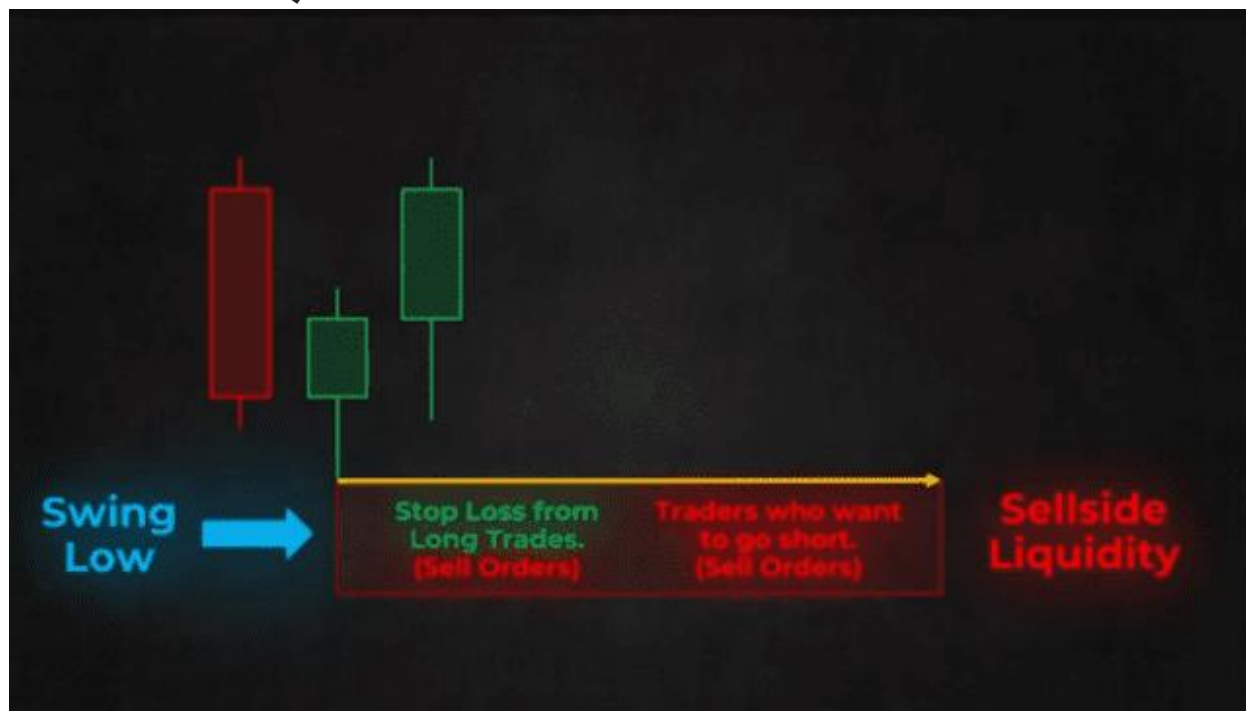 Swing
Low
Stop Loss from
Long Trades.
(Sell Orders)
Traders who want
to go short.
(Sell Orders)
Sellside
Liquidity